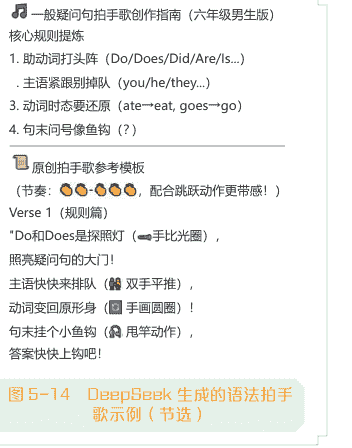 🎵一般疑问句拍手歌创作指南（六年级男生版）
核心规则提炼
1. 助动词打头阵（Do/Does/Did/Are/Is...）
. 主语紧跟别掉队（you/he/they...）
3. 动词时态要还原（ate→eat, goes→go）
4. 句末问号像鱼钩（? ）
📜原创拍手歌参考模板
（节奏：👏👏-👏👏👏，配合跳跃动作更带感！）
Verse 1（规则篇）
"Do和Does是探照灯（🔦手比光圈），
照亮疑问句的大门！
主语快快来排队（👫 双手平推），
动词变回原形身（🔄 手画圆圈）！
句末挂个小鱼钩（🎣 甩竿动作），
答案快快上钩吧！
图 5-14 DeepSeek 生成的语法拍手
歌示例（节选）